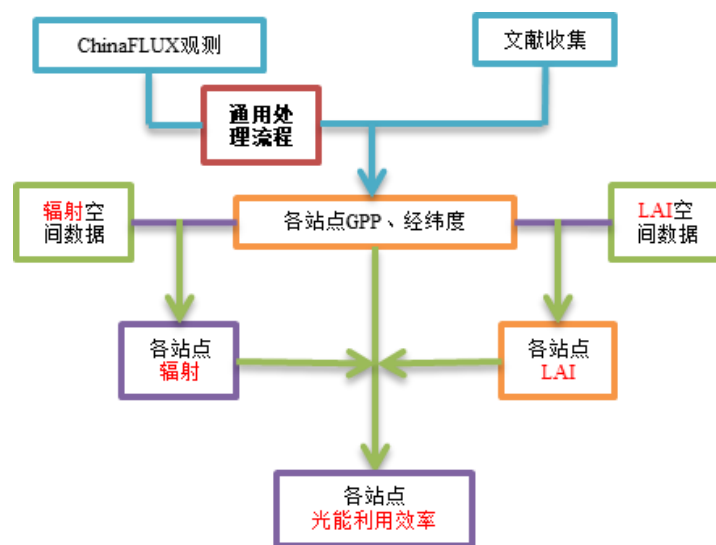 ChinaFLUX观测
文献收集
通用处
理流程
辐射空
间数据
各站点GPP、经纬度
LAI空
间数据
各站点
辐射
各站点
LAI
各站点
光能利用效率